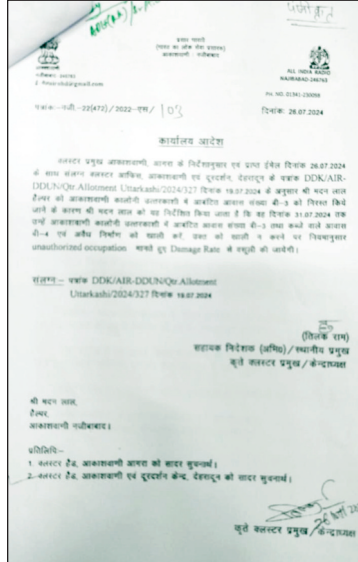 प्रसार भारती
(भारत का लोक सेवा प्रसारक)
आकाशवाणी : नजीबाबाद
नजीबाबाद- 246763
ALL INDIA RADIO
NAJIBABAD-246763
दिनांक: 26.07.2024
पत्रांक:-नजी.-22(472)/2022-एस/ 103
कार्यालय आदेश
क्लस्टर प्रमुख आकाशवाणी, आगरा के निर्देशानुसार एवं प्राप्त ईमेल दिनांक 26.07.2024
के साथ संलग्न क्लस्टर आफिस, आकाशवाणी एवं दूरदर्शन, देहरादून के पत्रांक DDK/AIR-
DDUN/Qtr.Allotment Uttarkashi/2024/327 दिनांक 19.07.2024 के अनुसार श्री मदन लाल
हैल्पर को आकाशवाणी कालोनी उत्तरकाशी में आबंटित आवास संख्या बी-3 को निरस्त किये
जाने के कारण श्री मदन लाल को यह निर्देशित किया जाता है कि वह दिनांक 31.07.2024 तक
उन्हें आकाशवाणी कालोनी उत्तरकाशी में आबंटित आवास संख्या बी-3 तथा कब्जे वाले आवास
बी-4 एवं अवैध निर्माण को खाली करें, उक्त को खाली न करने पर नियमानुसार
unauthorized occupation मानते हुए Damage Rate से वसूली की जायेगी।
संलग्न:- पत्रांक DDK/AIR-DDUN/Qtr.Allotment
Uttarkashi/2024/327 दिनांक 19.07.2024
(तिलक राम)
सहायक निदेशक (अभि0)/स्थानीय प्रमुख
कृते क्लस्टर प्रमुख/केन्द्राध्यक्ष
श्री मदन लाल,
हैल्पर,
आकाशवाणी नजीबाबाद।
प्रतिलिपि:-
1. क्लस्टर हैड, आकाशवाणी आगरा को सादर सूचनार्थ।
2. क्लस्टर हैड, आकाशवाणी एवं दूरदर्शन केन्द्र, देहरादून को सादर सूचनार्थ।
कृते क्लस्टर प्रमुख/केन्द्राध्यक्ष